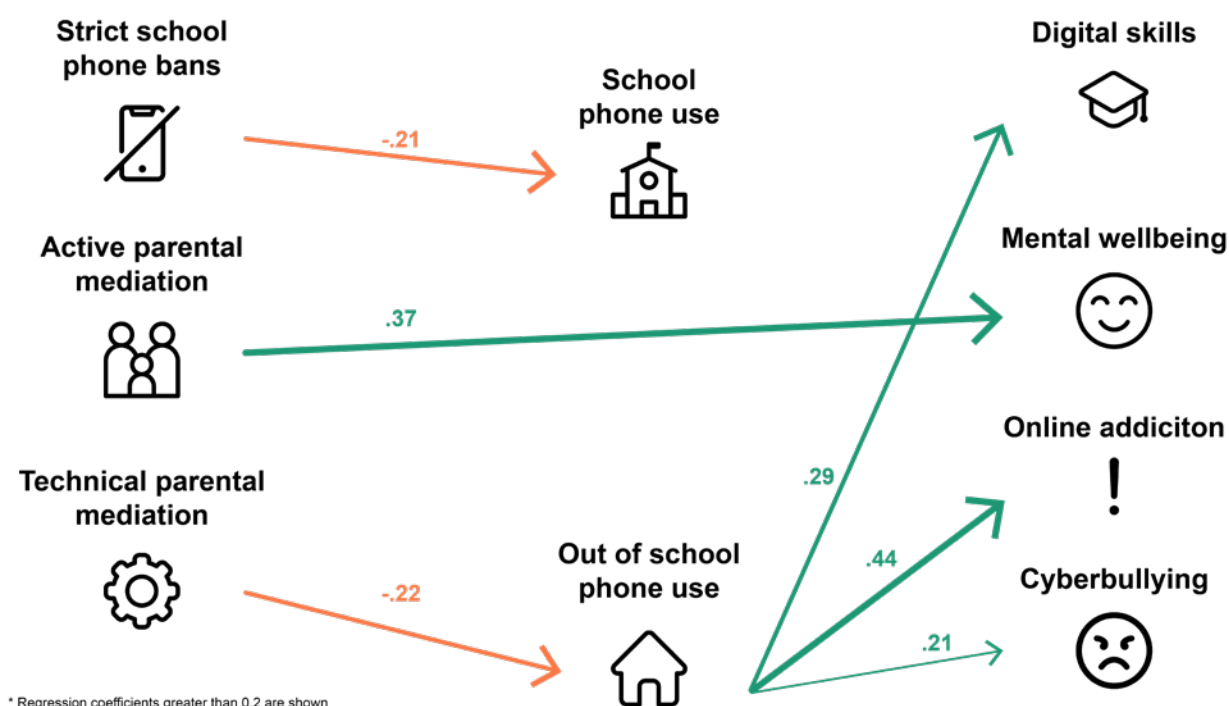 Strict school
phone bans
-.21
School
phone use
Digital skills
Active parental
mediation
.37
Mental wellbeing
Technical parental
mediation
-.22
Out of school
phone use
.29
.44
.21
Online addiciton
Cyberbullying
* Regression coefficients greater than 0.2 are shown